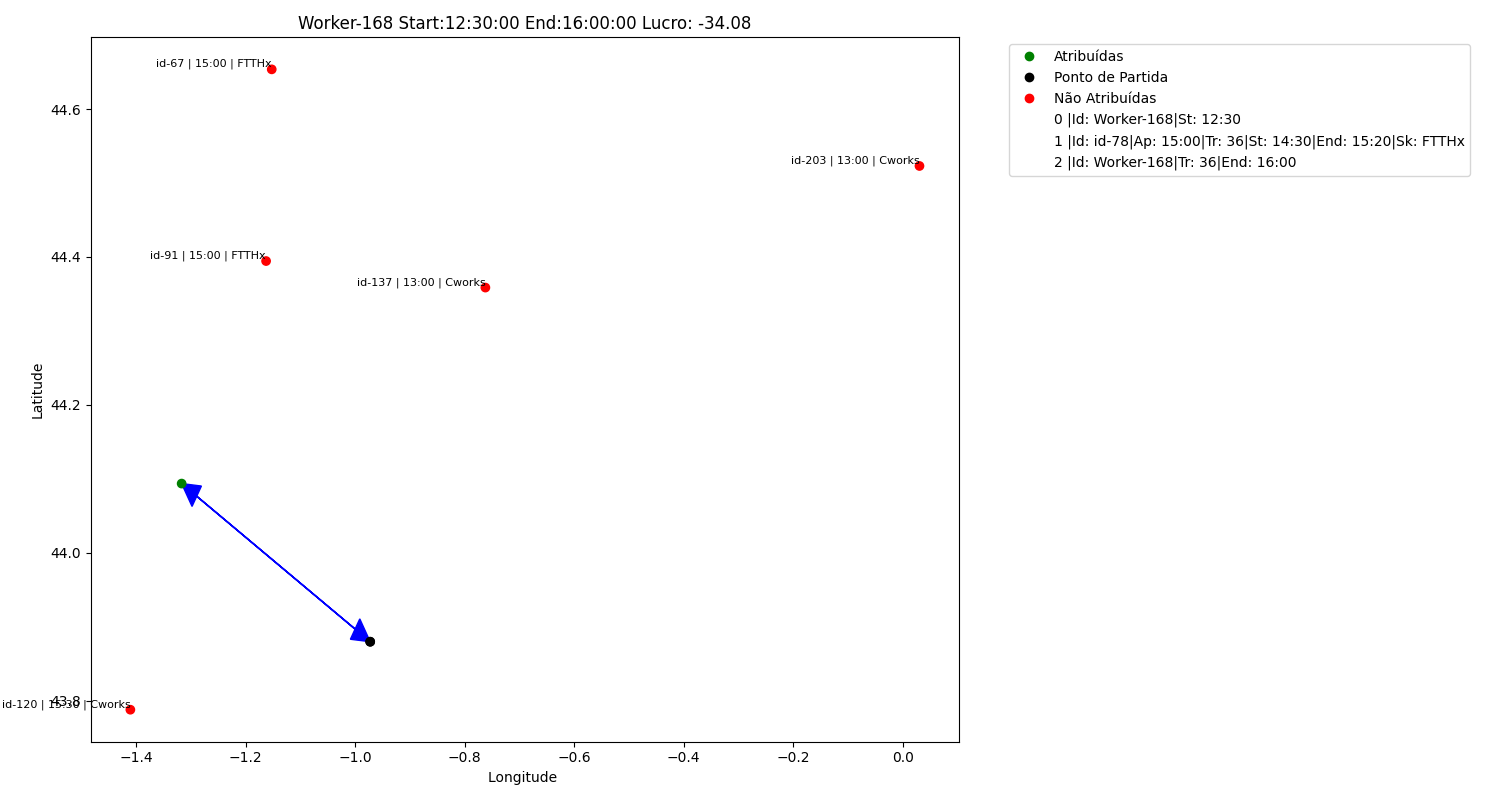 Worker-168 Start:12:30:00 End:16:00:00 Lucro: -34.08
id-67 | 15:00 | FTTHx
44.6
id-203 | 13:00 | Cworks
id-91 | 15:00 | FTTHx
44.4
id-137 | 13:00 | Cworks
Latitude
44.2
44.0
43.8
id-120 | 15:30 | Cworks
−1.4 −1.2 −1.0 −0.8 −0.6 −0.4 −0.2 0.0
Longitude
Atribuídas
Ponto de Partida
Não Atribuídas
0 |Id: Worker-168|St: 12:30
1 |Id: id-78|Ap: 15:00|Tr: 36|St: 14:30|End: 15:20|Sk: FTTHx
2 |Id: Worker-168|Tr: 36|End: 16:00